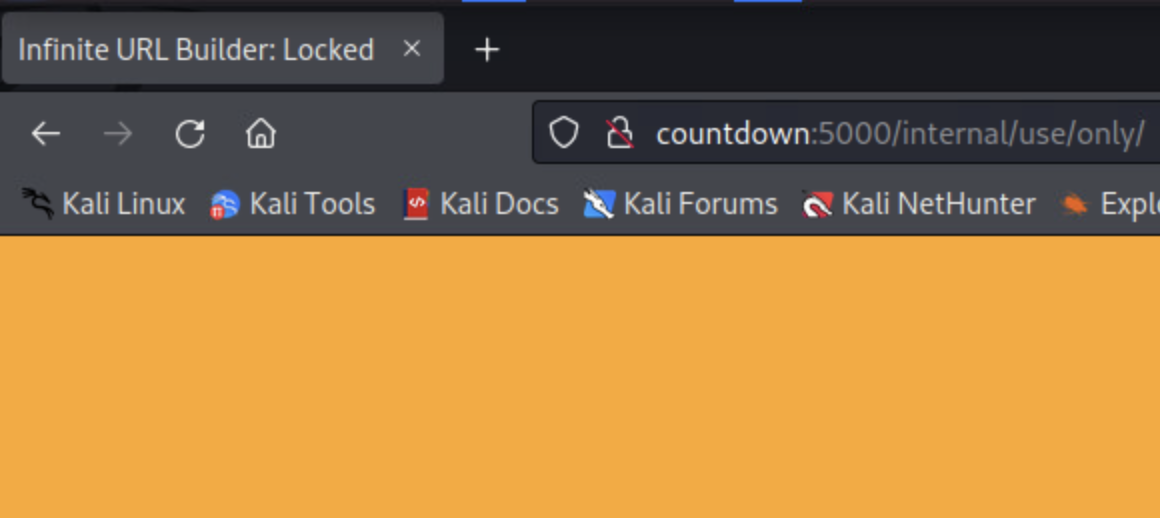 Infinite URL Builder: Locked
countdown:5000/internal/use/only/
Kali Linux Kali Tools Kali Docs Kali Forums Kali NetHunter Expl